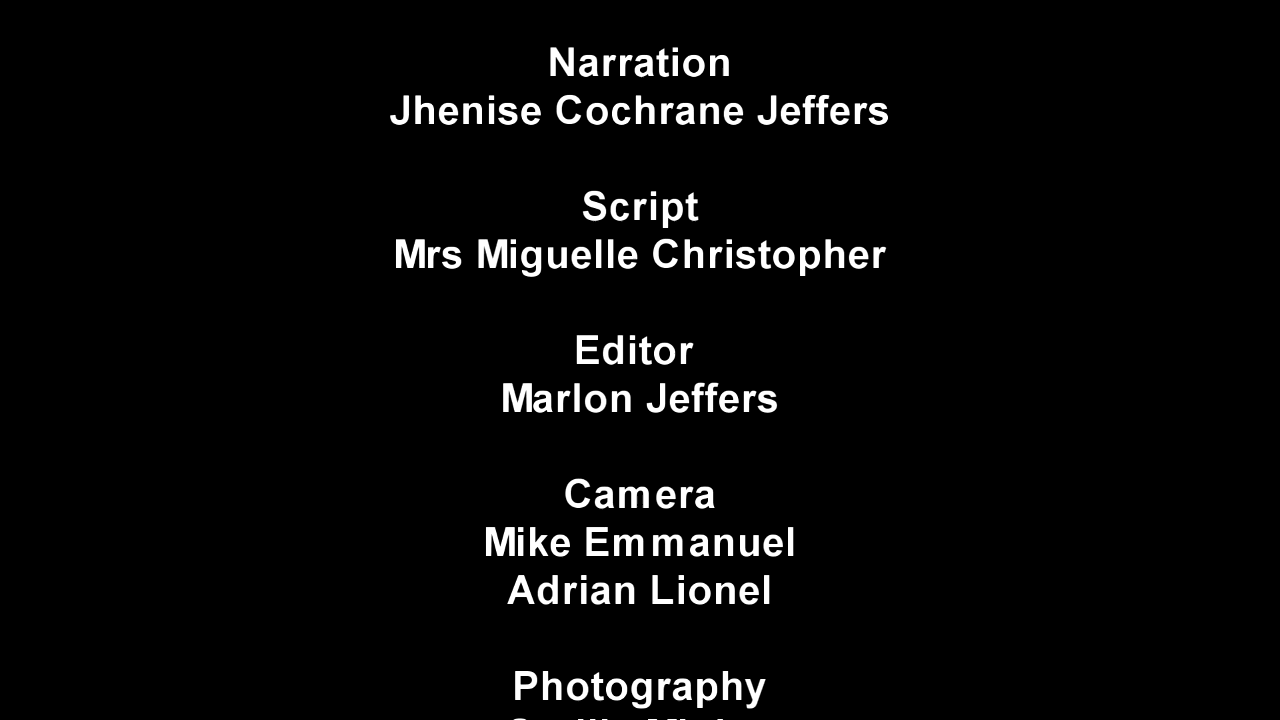 Narration
Jhenise Cochrane Jeffers
Script
Mrs Miguelle Christopher
Editor
Marlon Jeffers
Camera
Mike Emmanuel
Adrian Lionel
Photography